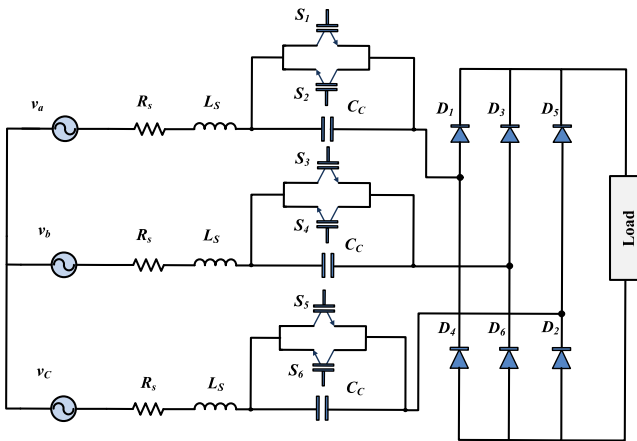 S1
va
Rs
LS
S2
CC
D1
D3
D5
S3
vb
Rs
LS
S4
CC
Load
S5
D4
D6
D2
vC
Rs
LS
S6
CC